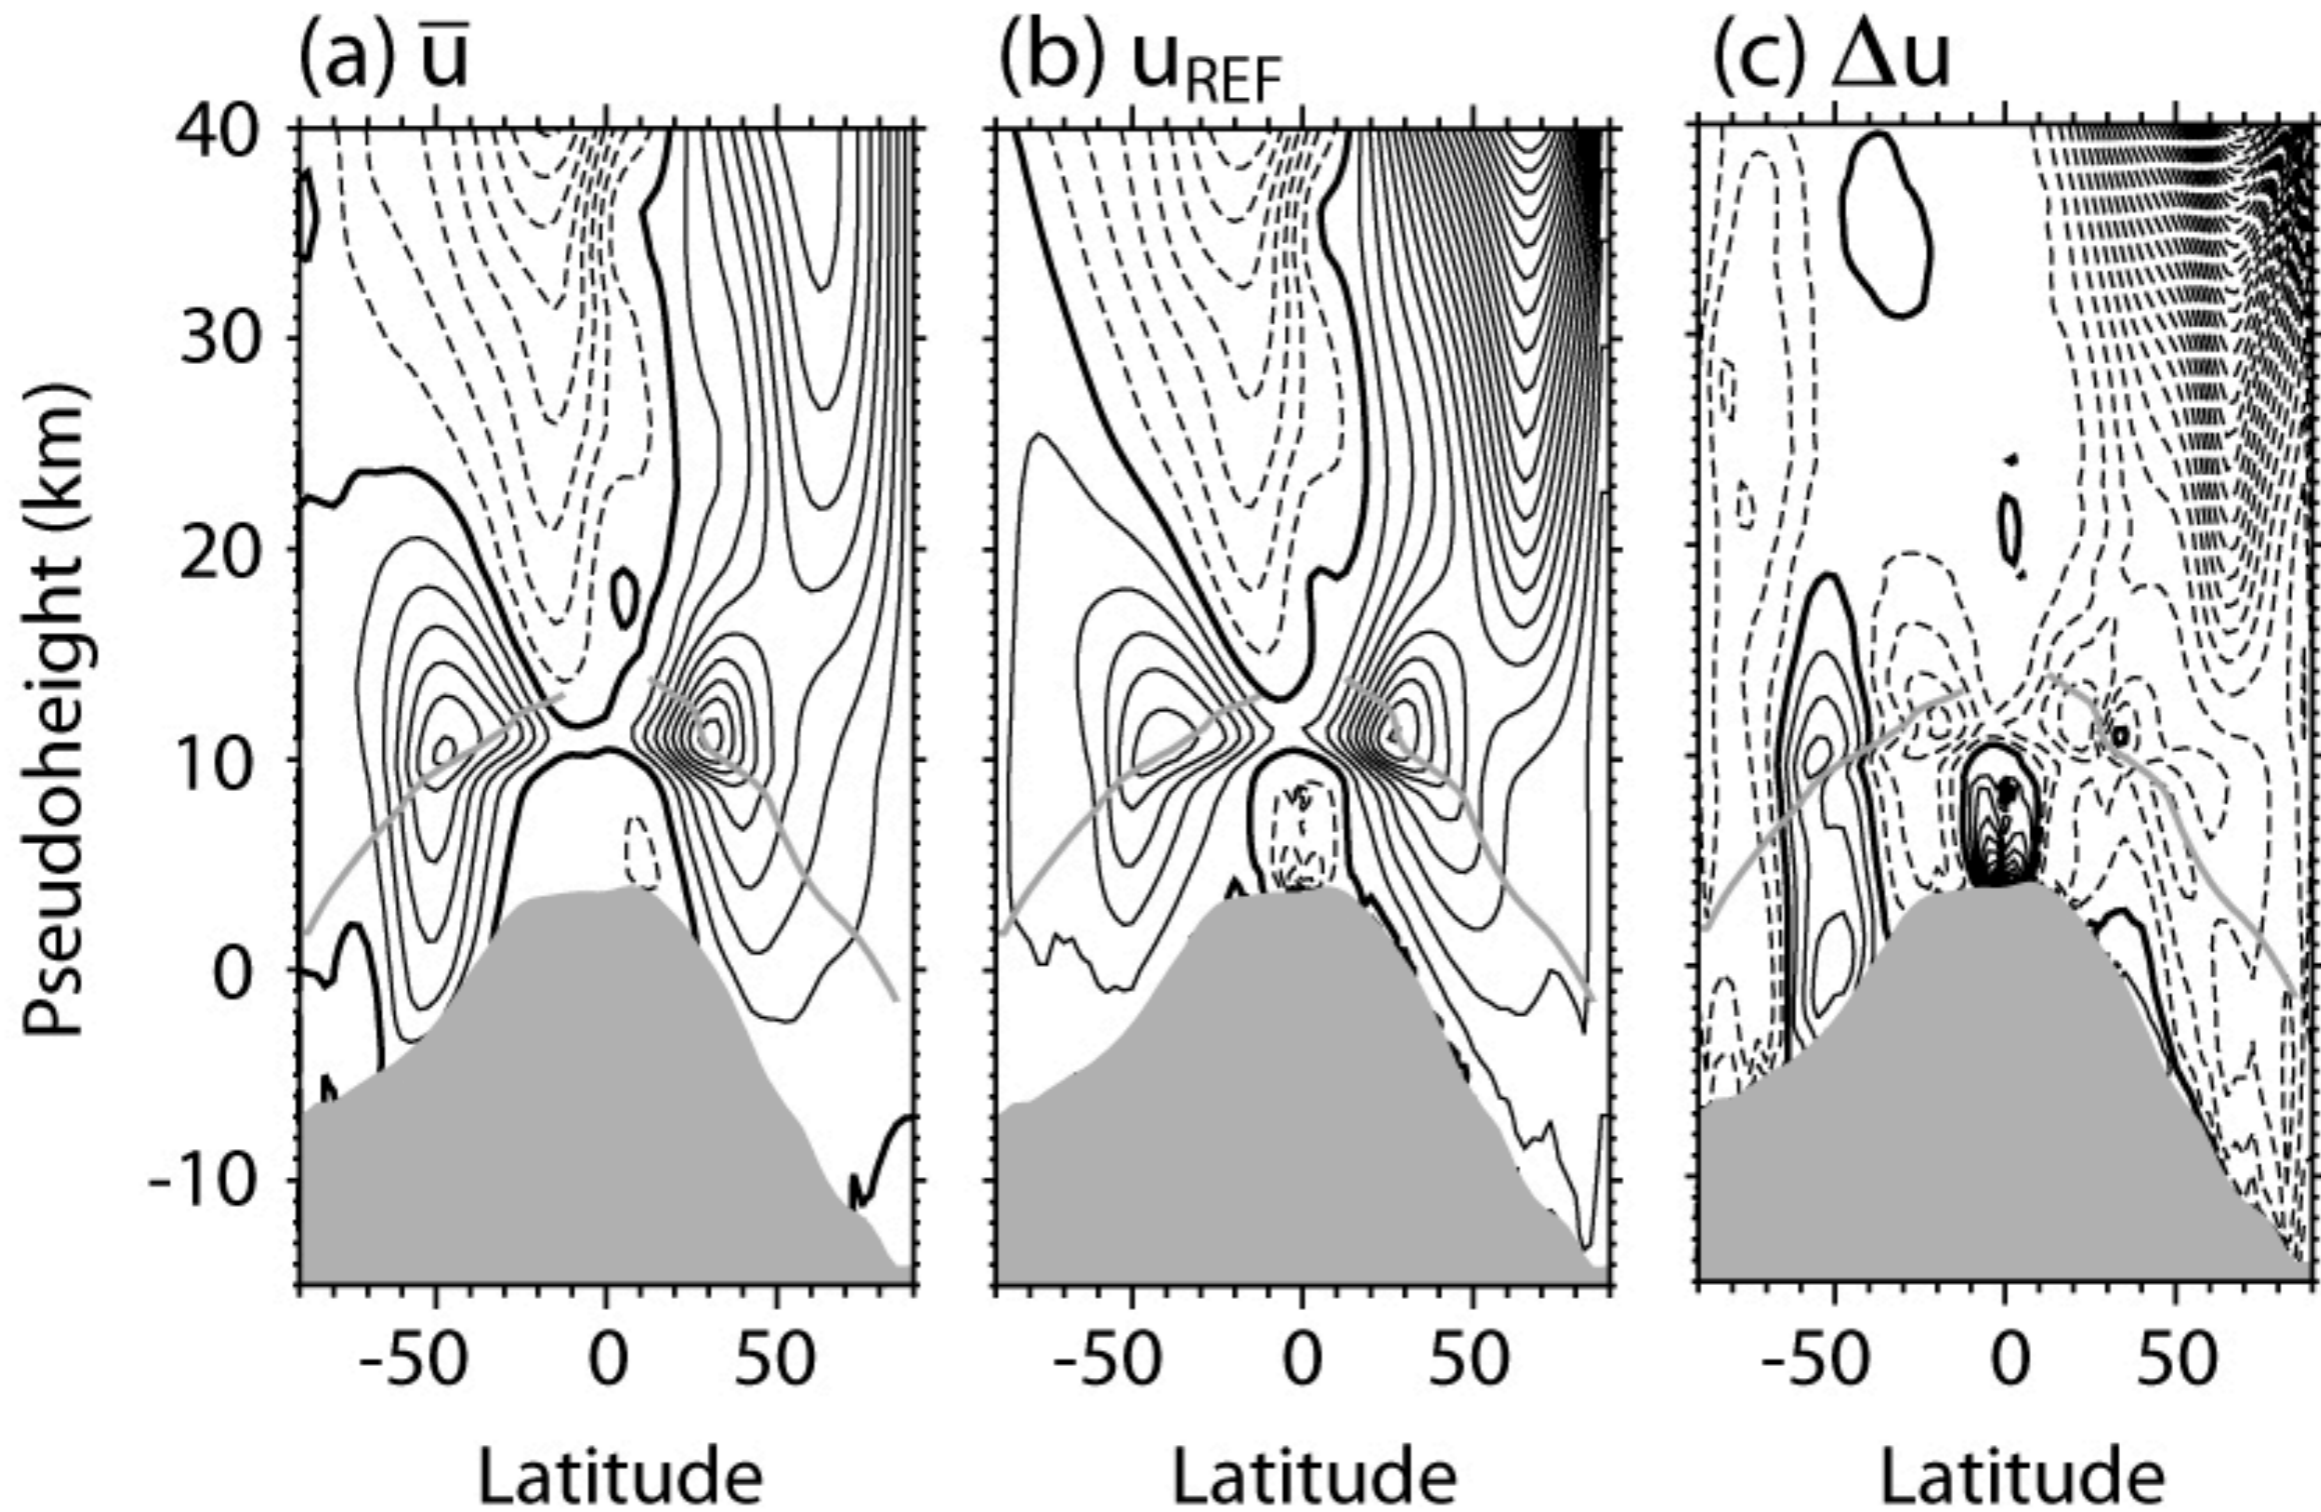 (a) u̅
(b) uREF
(c) Δu
Pseudoheight (km)
40
30
20
10
0
-10
-50 0 50
-50 0 50
-50 0 50
Latitude
Latitude
Latitude